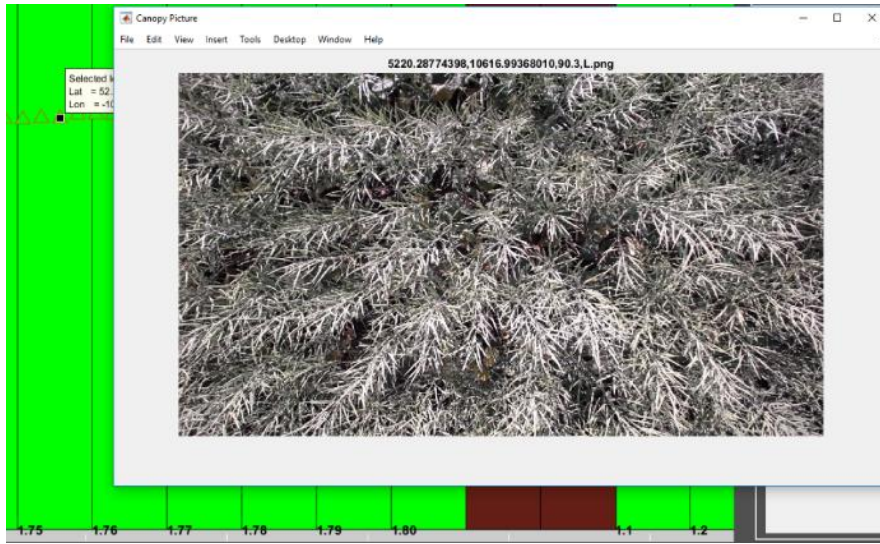 Canopy Picture
File Edit View Insert Tools Desktop Window Help
5220.28774398,10616.99368010,90.3,L.png
Selected
Lat = 52.
Lon = -10
1.75 1.76 1.77 1.78 1.79 1.80 1.1 1.2